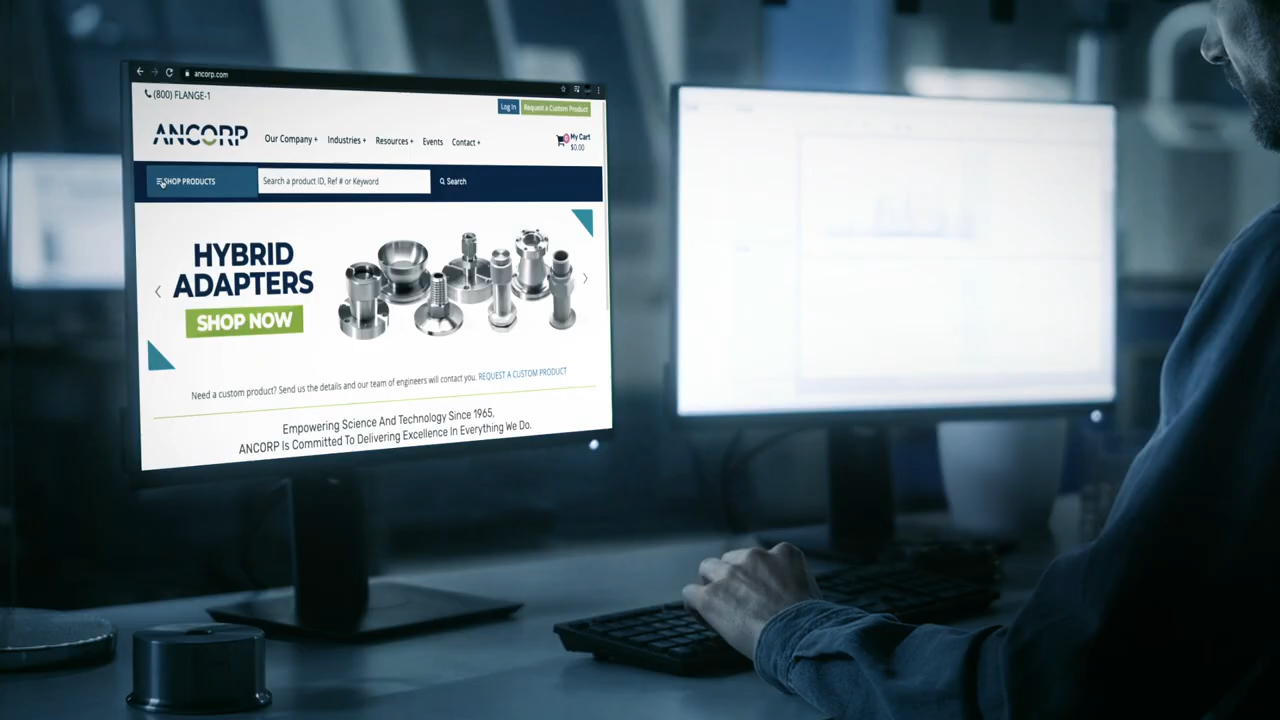 ancorp.com
(800) FLANGE-1
Log In
Request a Custom Product
ANCORP
Our Company +
Industries +
Resources +
Events
Contact +
My Cart
$0.00
SHOP PRODUCTS
Search a product ID, Ref # or Keyword
Search
HYBRID
ADAPTERS
SHOP NOW
Need a custom product? Send us the details and our team of engineers will contact you. REQUEST A CUSTOM PRODUCT
Empowering Science And Technology Since 1965,
ANCORP Is Committed To Delivering Excellence In Everything We Do.